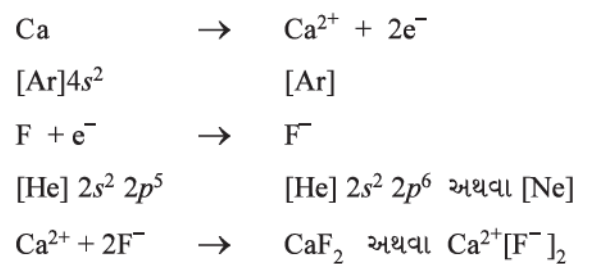 Ca → Ca²⁺ + 2e⁻
[Ar]4s² [Ar]
F + e⁻ → F⁻
[He] 2s² 2p⁵ [He] 2s² 2p⁶ અથવા [Ne]
Ca²⁺ + 2F⁻ → CaF₂ અથવા Ca²⁺[F⁻]₂